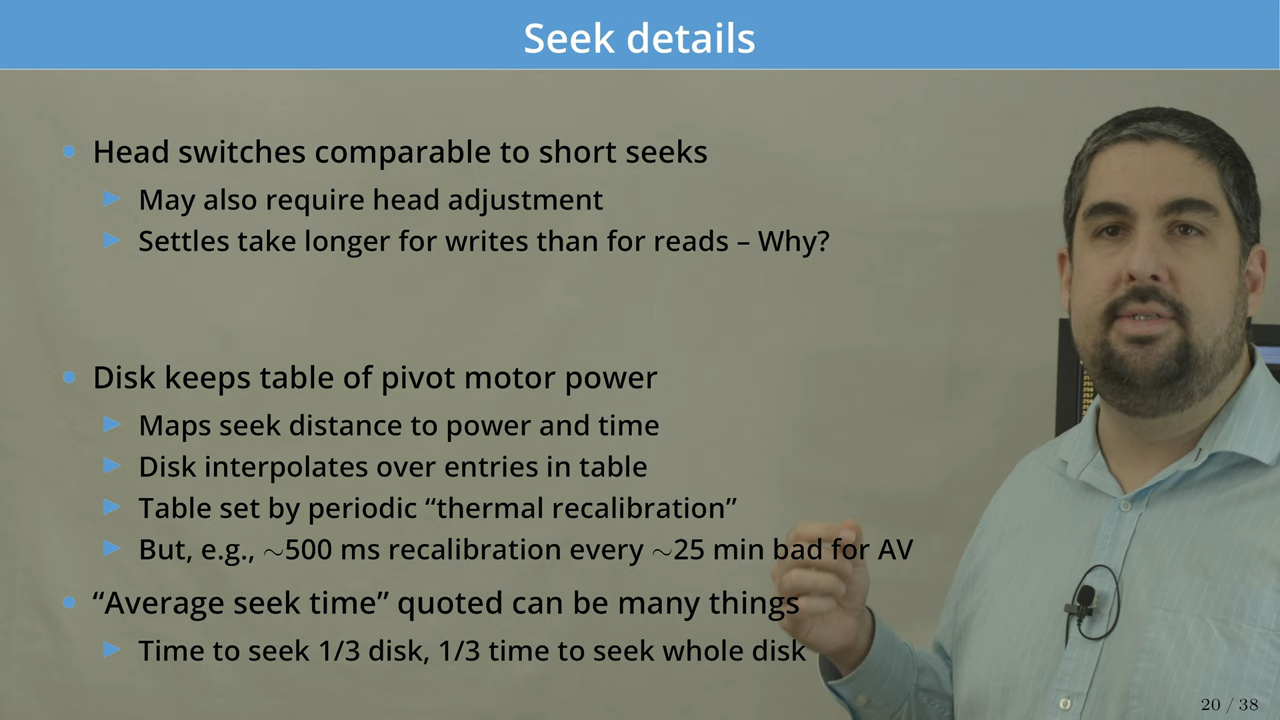 Seek details
• Head switches comparable to short seeks
▶ May also require head adjustment
▶ Settles take longer for writes than for reads – Why?
• Disk keeps table of pivot motor power
▶ Maps seek distance to power and time
▶ Disk interpolates over entries in table
▶ Table set by periodic “thermal recalibration”
▶ But, e.g., ∼500 ms recalibration every ∼25 min bad for AV
• “Average seek time” quoted can be many things
▶ Time to seek 1/3 disk, 1/3 time to seek whole disk
20 / 38